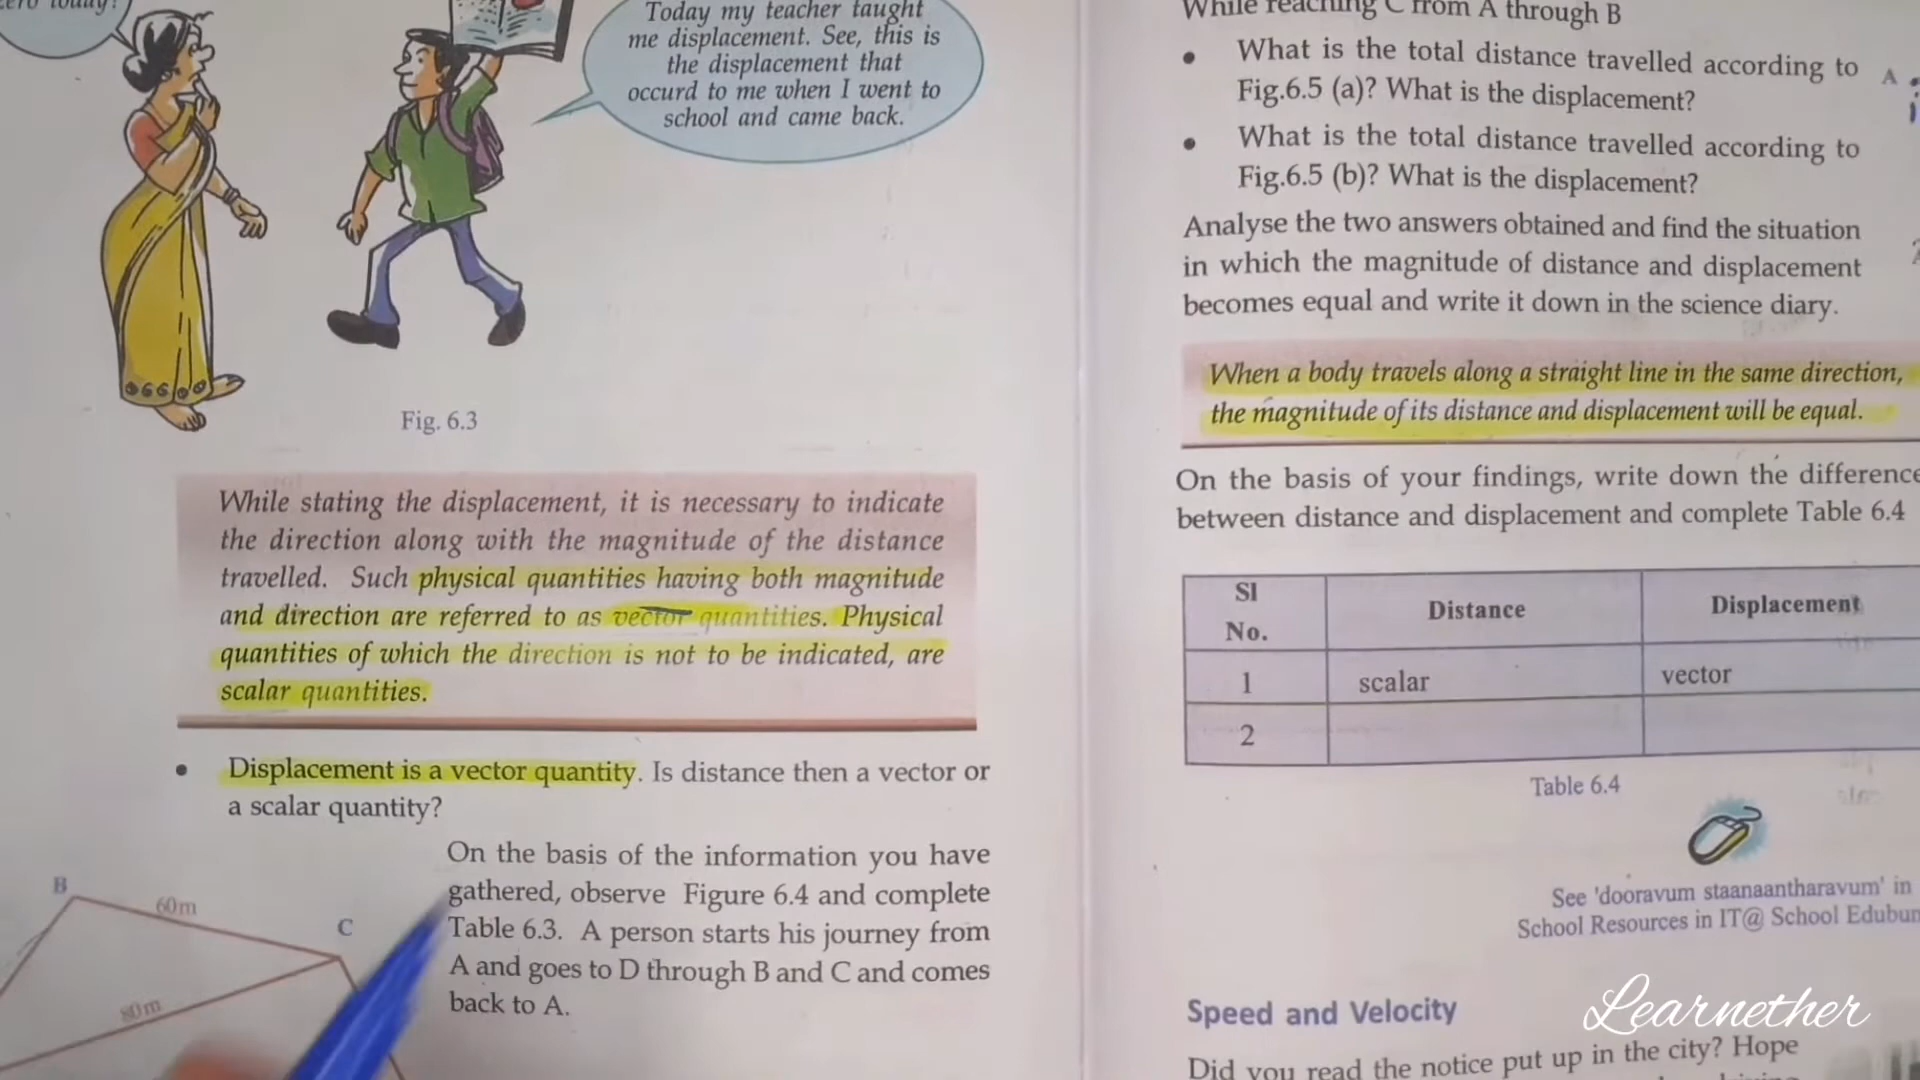 zero today?
Today my teacher taught
me displacement. See, this is
the displacement that
occurd to me when I went to
school and came back.
Fig. 6.3
While stating the displacement, it is necessary to indicate
the direction along with the magnitude of the distance
travelled. Such physical quantities having both magnitude
and direction are referred to as vector quantities. Physical
quantities of which the direction is not to be indicated, are
scalar quantities.
• Displacement is a vector quantity. Is distance then a vector or
a scalar quantity?
On the basis of the information you have
gathered, observe Figure 6.4 and complete
Table 6.3. A person starts his journey from
A and goes to D through B and C and comes
back to A.
B
60m
C
80m
While reaching C from A through B
• What is the total distance travelled according to
Fig.6.5 (a)? What is the displacement?
• What is the total distance travelled according to
Fig.6.5 (b)? What is the displacement?
A
Analyse the two answers obtained and find the situation
in which the magnitude of distance and displacement
becomes equal and write it down in the science diary.
When a body travels along a straight line in the same direction,
the magnitude of its distance and displacement will be equal.
On the basis of your findings, write down the difference
between distance and displacement and complete Table 6.4
Sl No. Distance Displacement
1 scalar vector
2
Table 6.4
See 'dooravum staanaantharavum' in
School Resources in IT@ School Edubun
Speed and Velocity
Did you read the notice put up in the city? Hope
Learnether